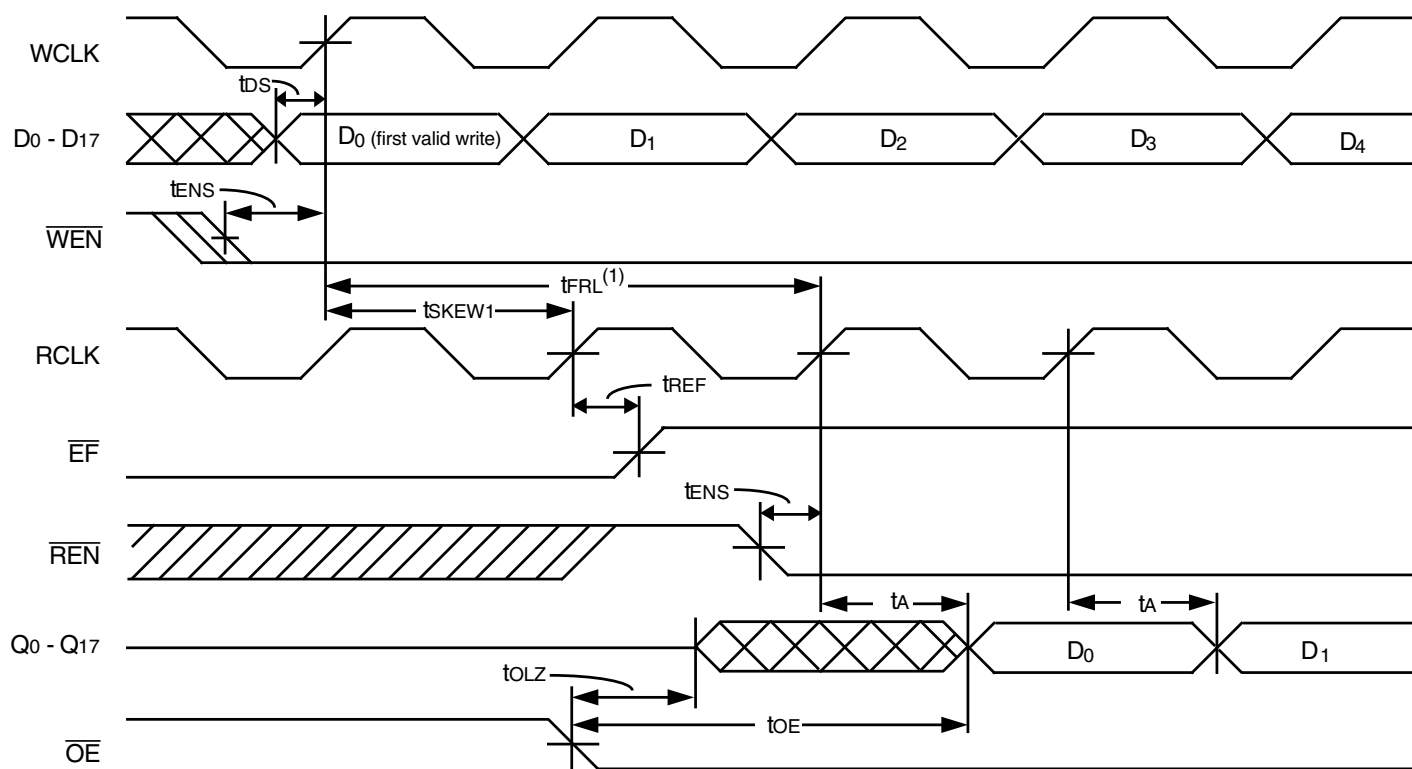 WCLK
tDS
D0 - D17
D0 (first valid write)
D1
D2
D3
D4
tENS
WEN
tFRL(1)
tSKEW1
RCLK
tREF
EF
tENS
REN
tA
tA
Q0 - Q17
D0
D1
tOLZ
tOE
OE